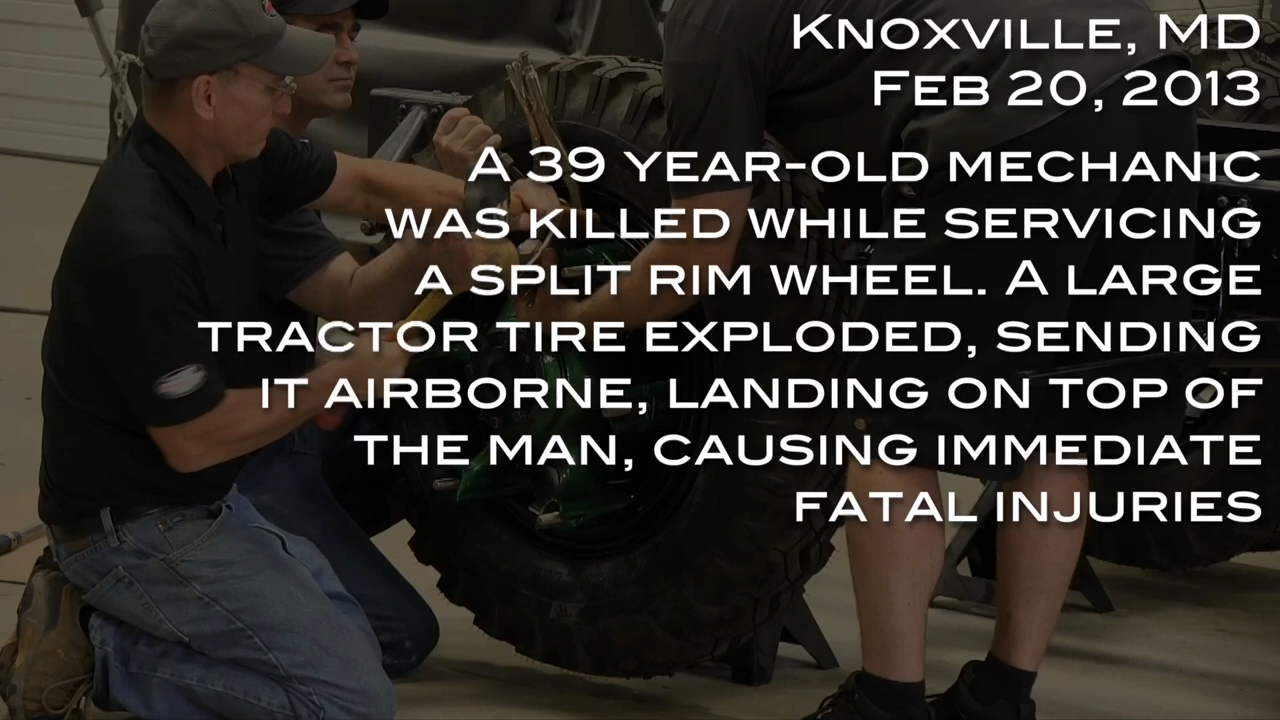 Knoxville, MD
Feb 20, 2013
A 39 year-old mechanic
was killed while servicing
a split rim wheel. A large
tractor tire exploded, sending
it airborne, landing on top of
the man, causing immediate
fatal injuries